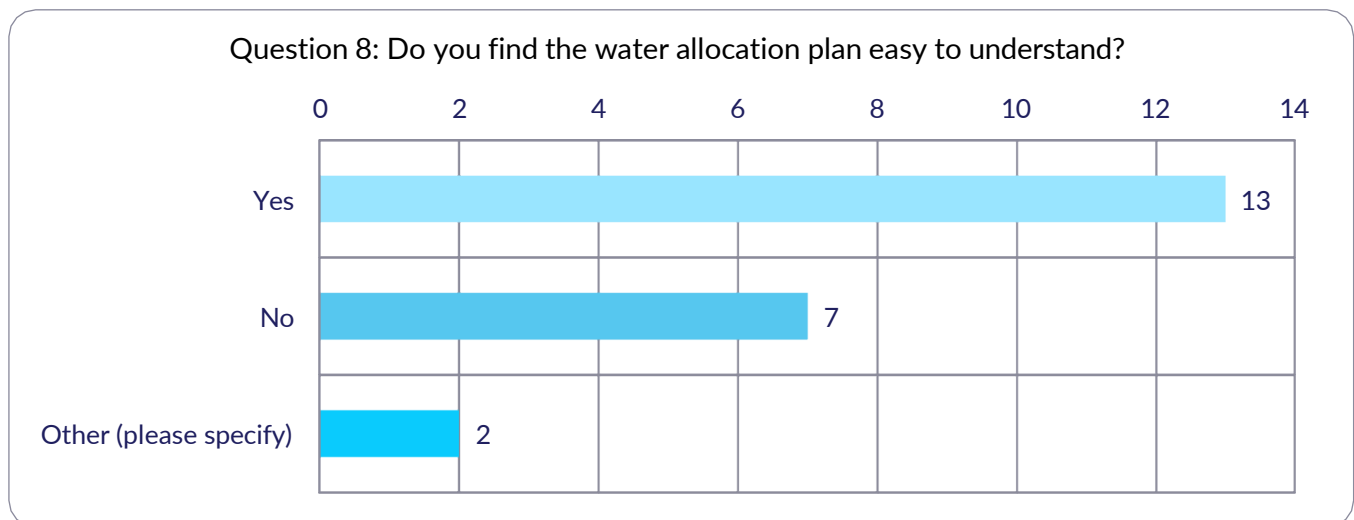 Question 8: Do you find the water allocation plan easy to understand?
0 2 4 6 8 10 12 14
Yes 13
No 7
Other (please specify) 2